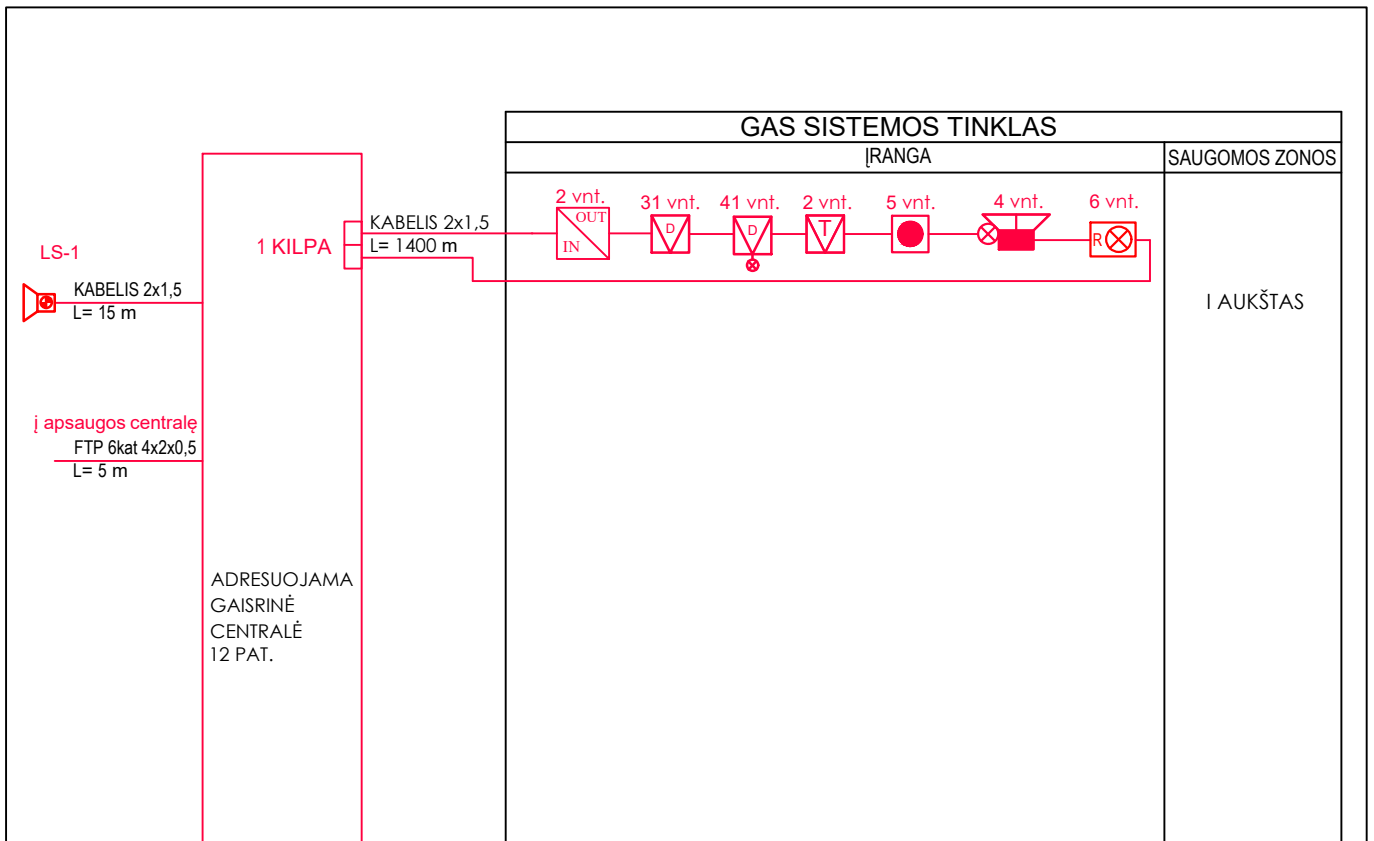 GAS SISTEMOS TINKLAS
ĮRANGA
SAUGOMOS ZONOS
2 vnt.
31 vnt.
41 vnt.
2 vnt.
5 vnt.
4 vnt.
6 vnt.
OUT
IN
D
D
T
R
KABELIS 2x1,5
L= 1400 m
1 KILPA
LS-1
KABELIS 2x1,5
L= 15 m
I AUKŠTAS
į apsaugos centralę
FTP 6kat 4x2x0,5
L= 5 m
ADRESUOJAMA
GAISRINĖ
CENTRALĖ
12 PAT.